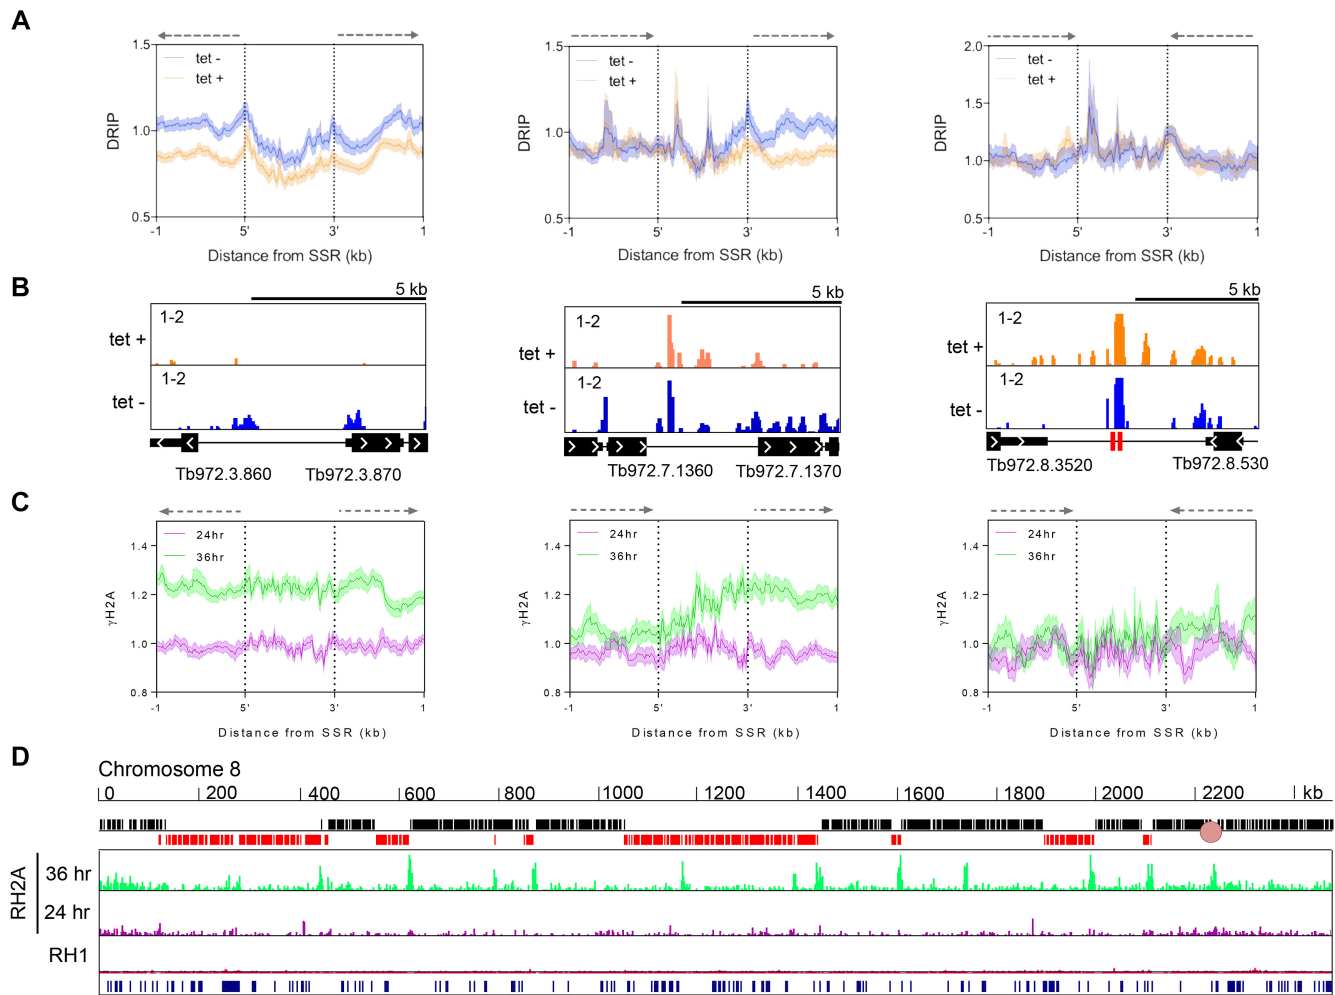 A
1.5
1.0
0.5
DRIP
tet -
tet +
-1 5' 3' 1
Distance from SSR (kb)
1.5
1.0
0.5
DRIP
tet -
tet +
-1 5' 3' 1
Distance from SSR (kb)
2.0
1.5
1.0
0.5
DRIP
tet -
tet +
-1 5' 3' 1
Distance from SSR (kb)
B
5 kb
1-2
tet +
1-2
tet -
Tb972.3.860 Tb972.3.870
5 kb
1-2
tet +
1-2
tet -
Tb972.7.1360 Tb972.7.1370
5 kb
1-2
tet +
1-2
tet -
Tb972.8.3520 Tb972.8.530
C
1.4
1.2
1.0
0.8
γH2A
24hr
36hr
-1 5' 3' 1
Distance from SSR (kb)
1.4
1.2
1.0
0.8
γH2A
24hr
36hr
-1 5' 3' 1
Distance from SSR (kb)
1.4
1.2
1.0
0.8
γH2A
24hr
36hr
-1 5' 3' 1
Distance from SSR (kb)
D
Chromosome 8
0 200 400 600 800 1000 1200 1400 1600 1800 2000 2200 kb
RH2A
36 hr
24 hr
RH1